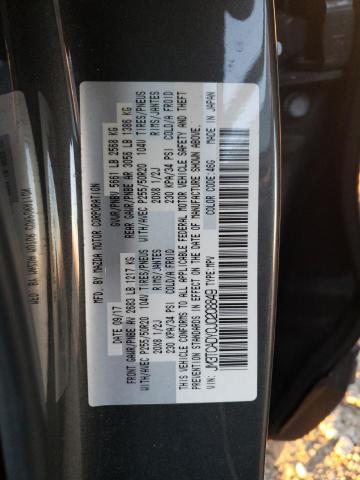 MFD. BY MAZDA MOTOR CORPORATION
DATE 09/17 GVWR/PNBV 5661 LB 2568 KG
FRONT GAWR/PNBE AV 2683 LB 1217 KG REAR GAWR/PNBE AR 3056 LB 1386 KG
WITH/AVEC P255/50R20 104V TIRES/PNEUS WITH/AVEC P255/50R20 104V TIRES/PNEUS
20X8 1/2J RIMS/JANTES 20X8 1/2J RIMS/JANTES
230 KPA/34 PSI COLD/A FROID 230 KPA/34 PSI COLD/A FROID
THIS VEHICLE CONFORMS TO ALL APPLICABLE FEDERAL MOTOR VEHICLE SAFETY AND THEFT
PREVENTION STANDARDS IN EFFECT ON THE DATE OF MANUFACTURE SHOWN ABOVE.
TYPE MPV COLOR CODE 46G MADE IN JAPAN